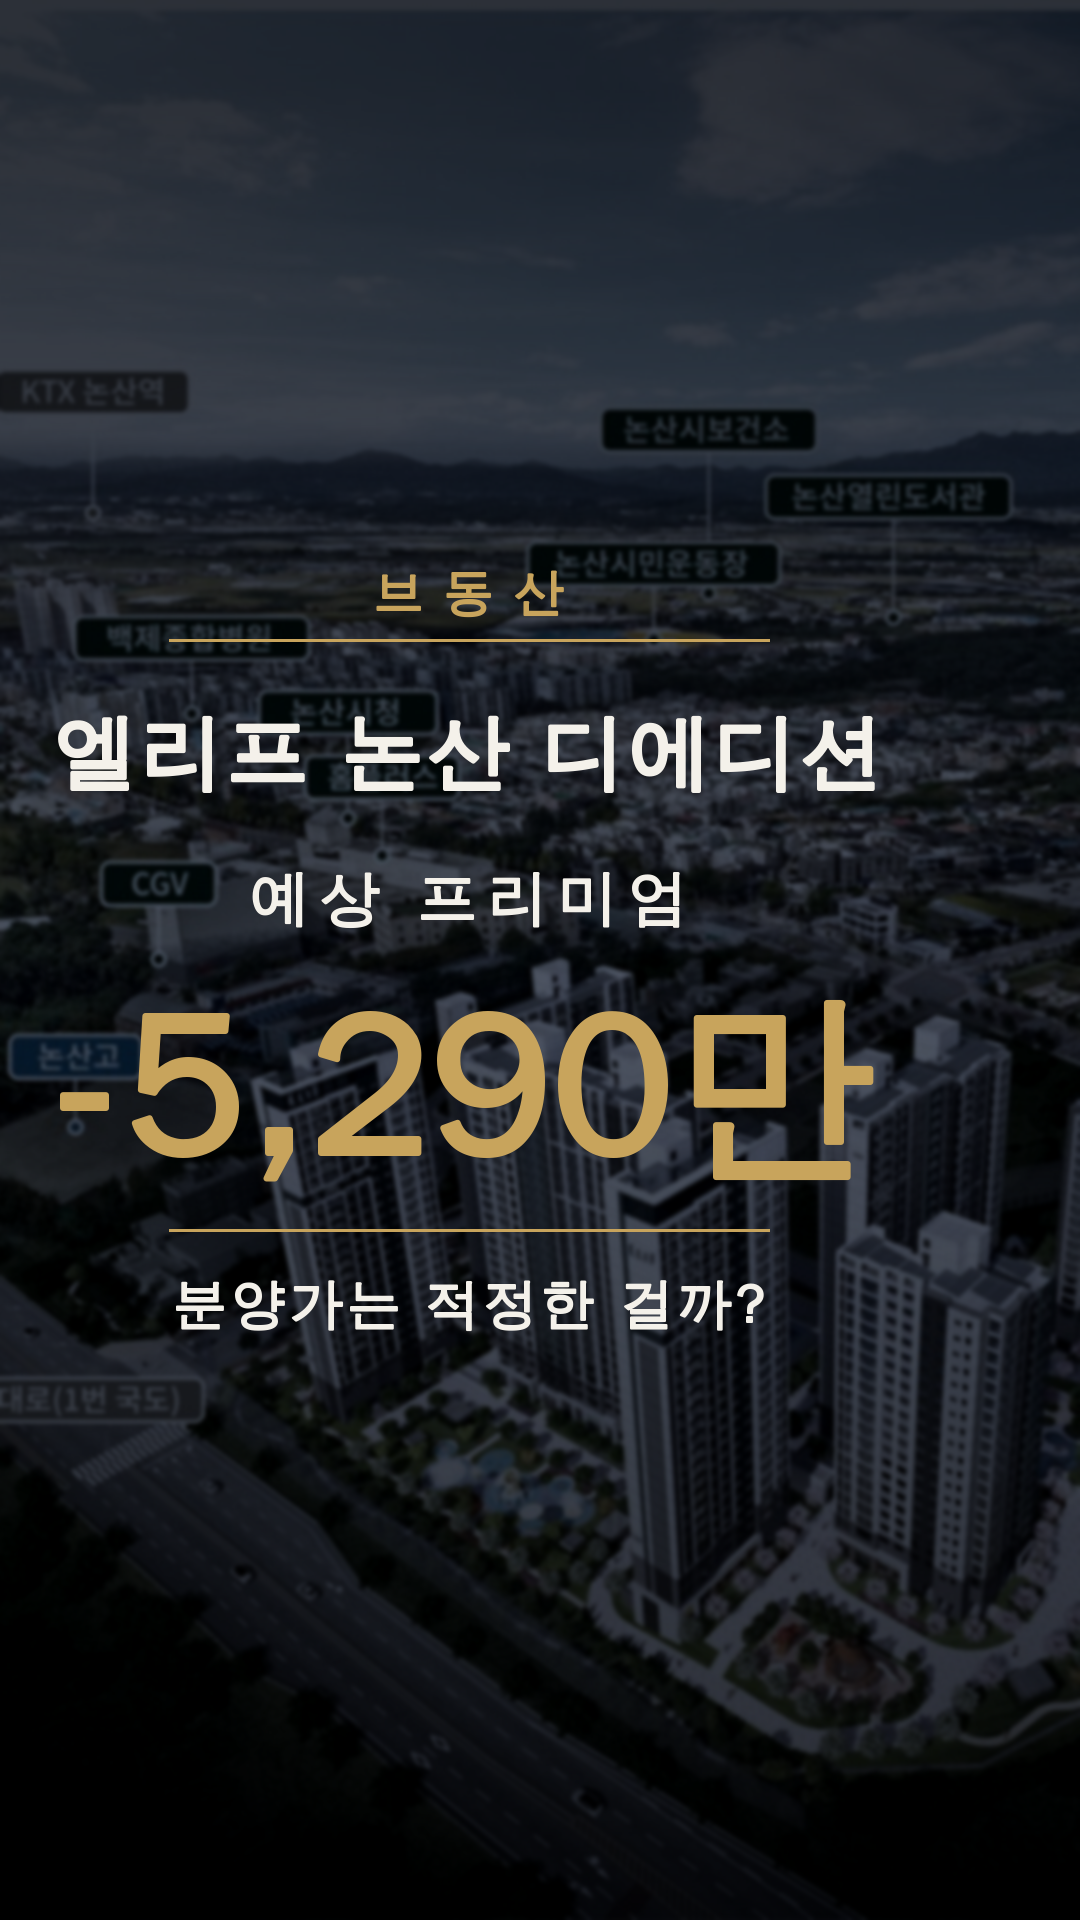 KTX 논산역
논산시보건소
논산열린도서관
논산시민운동장
브동산
백제종합병원
논산시청
엘리프 논산 디에디션
CGV
예상 프리미엄
논산고
-5,290만
분양가는 적정한 걸까?
대로(1번 국도)